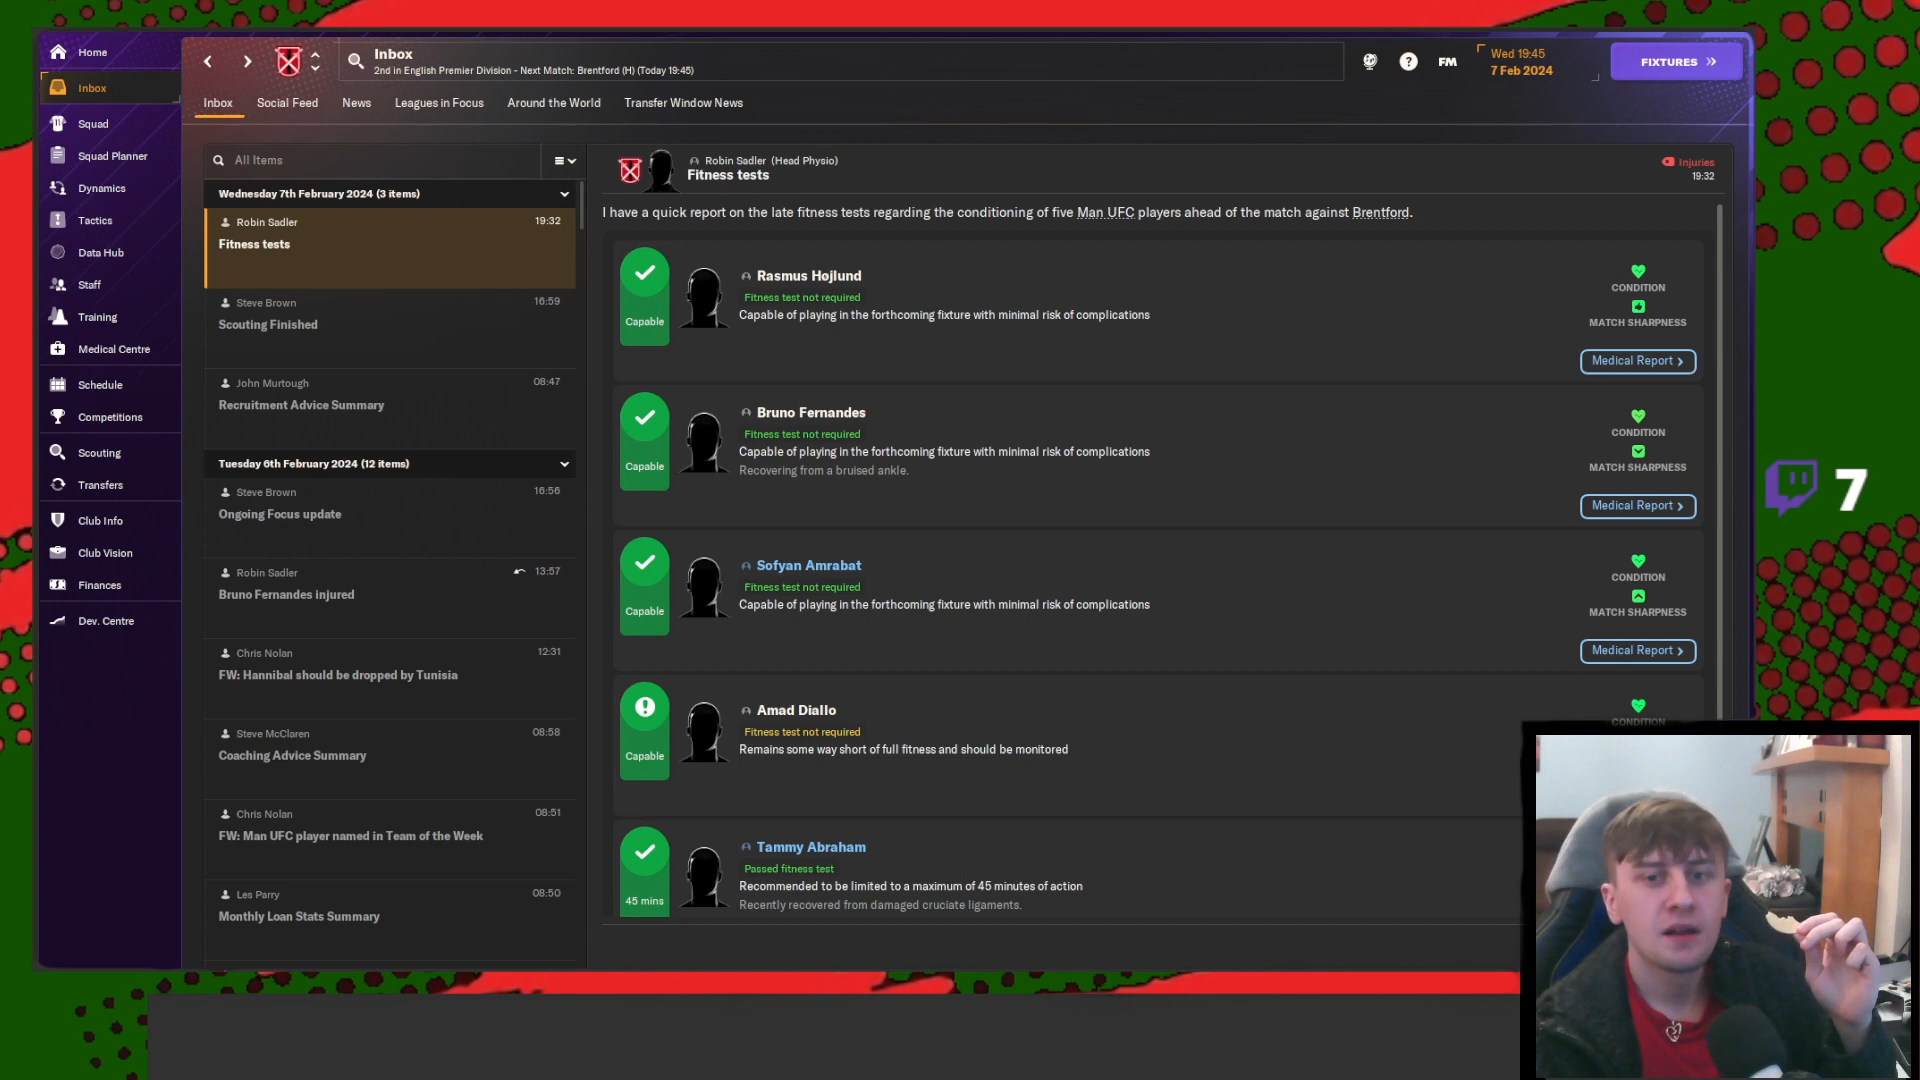 Home
Inbox
Squad
Squad Planner
Dynamics
Tactics
Data Hub
Staff
Training
Medical Centre
Schedule
Competitions
Scouting
Transfers
Club Info
Club Vision
Finances
Dev. Centre
Inbox
2nd in English Premier Division - Next Match: Brentford (H) (Today 19:45)
? FM
Wed 19:45
7 Feb 2024
FIXTURES
Inbox Social Feed News Leagues in Focus Around the World Transfer Window News
All Items
Wednesday 7th February 2024 (3 items)
Robin Sadler 19:32
Fitness tests
Steve Brown 16:59
Scouting Finished
John Murtough 08:47
Recruitment Advice Summary
Tuesday 6th February 2024 (12 items)
Steve Brown 16:56
Ongoing Focus update
Robin Sadler 13:57
Bruno Fernandes injured
Chris Nolan 12:31
FW: Hannibal should be dropped by Tunisia
Steve McClaren 08:58
Coaching Advice Summary
Chris Nolan 08:51
FW: Man UFC player named in Team of the Week
Les Parry 08:50
Monthly Loan Stats Summary
Robin Sadler (Head Physio)
Fitness tests
Injuries
19:32
I have a quick report on the late fitness tests regarding the conditioning of five Man UFC players ahead of the match against Brentford.
Capable
Rasmus Højlund
Fitness test not required
Capable of playing in the forthcoming fixture with minimal risk of complications
CONDITION
MATCH SHARPNESS
Medical Report
Capable
Bruno Fernandes
Fitness test not required
Capable of playing in the forthcoming fixture with minimal risk of complications
Recovering from a bruised ankle.
CONDITION
MATCH SHARPNESS
Medical Report
Capable
Sofyan Amrabat
Fitness test not required
Capable of playing in the forthcoming fixture with minimal risk of complications
CONDITION
MATCH SHARPNESS
Medical Report
Capable
Amad Diallo
Fitness test not required
Remains some way short of full fitness and should be monitored
CONDITION
45 mins
Tammy Abraham
Passed fitness test
Recommended to be limited to a maximum of 45 minutes of action
Recently recovered from damaged cruciate ligaments.
7